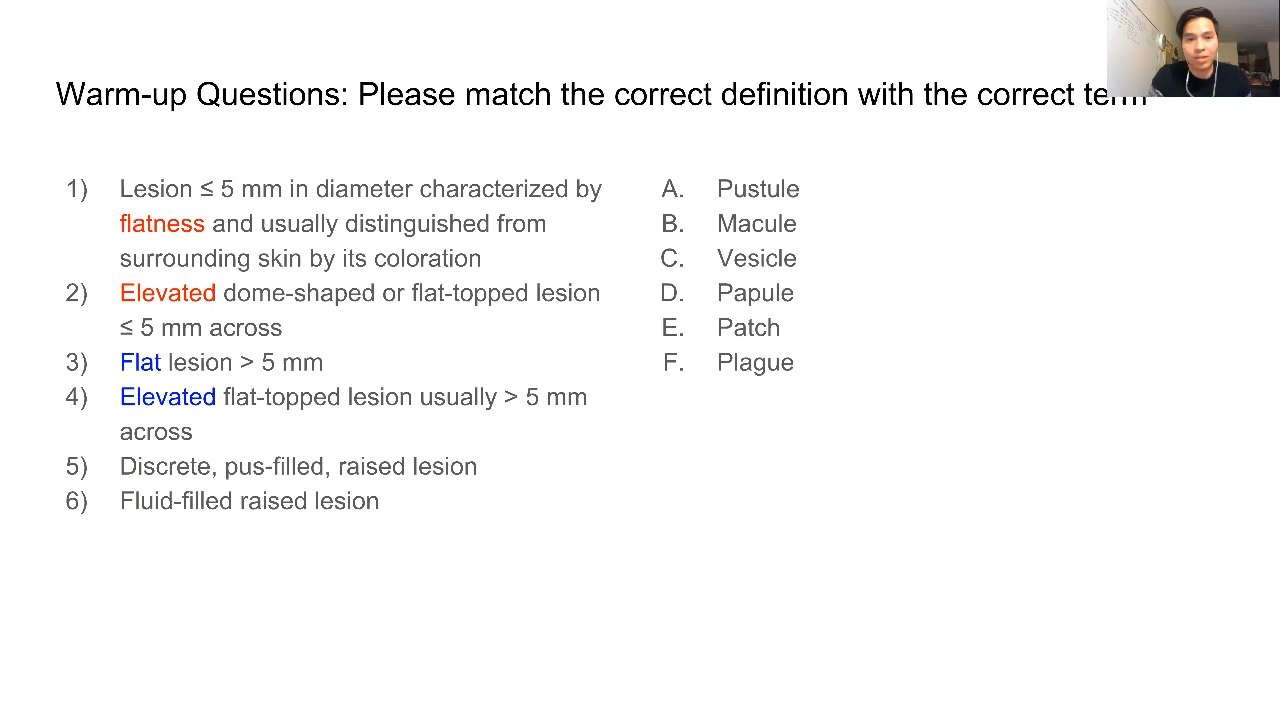 Warm-up Questions: Please match the correct definition with the correct term
1) Lesion ≤ 5 mm in diameter characterized by
flatness and usually distinguished from
surrounding skin by its coloration
2) Elevated dome-shaped or flat-topped lesion
≤ 5 mm across
3) Flat lesion > 5 mm
4) Elevated flat-topped lesion usually > 5 mm
across
5) Discrete, pus-filled, raised lesion
6) Fluid-filled raised lesion
A. Pustule
B. Macule
C. Vesicle
D. Papule
E. Patch
F. Plague